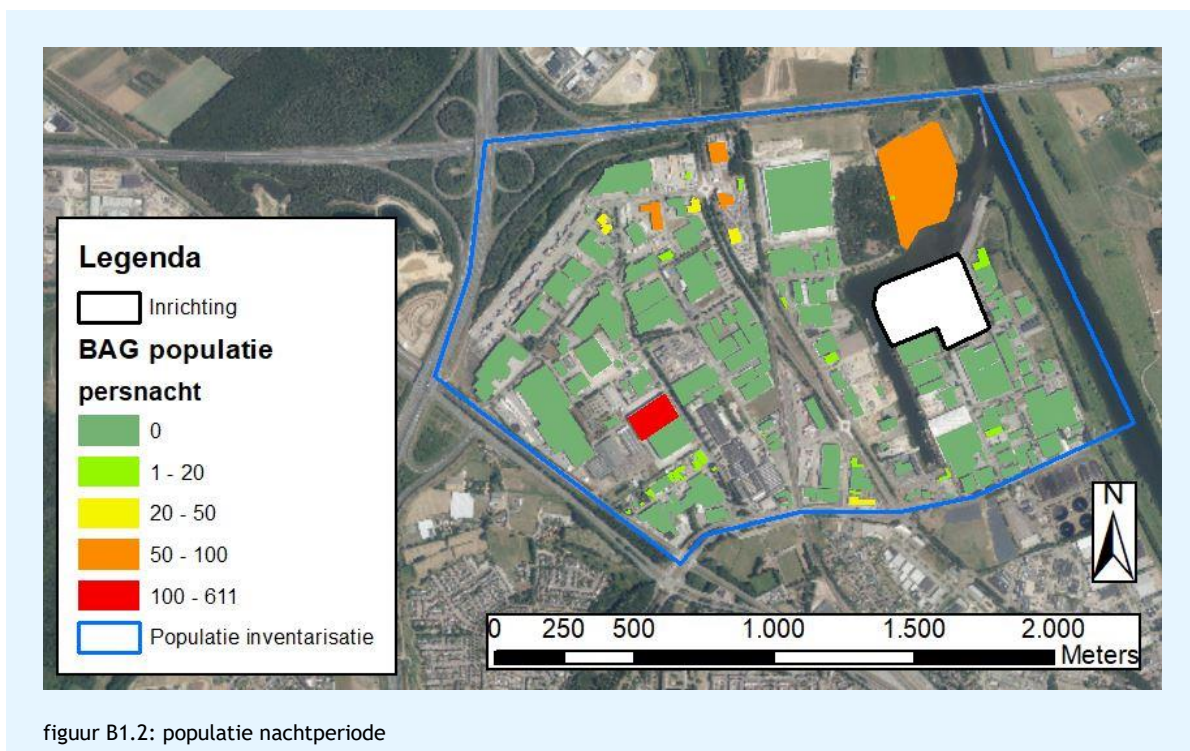 Legenda
Inrichting
BAG populatie
persnacht
0
1 - 20
20 - 50
50 - 100
100 - 611
Populatie inventarisatie
N
0 250 500 1.000 1.500 2.000
Meters
figuur B1.2: populatie nachtperiode